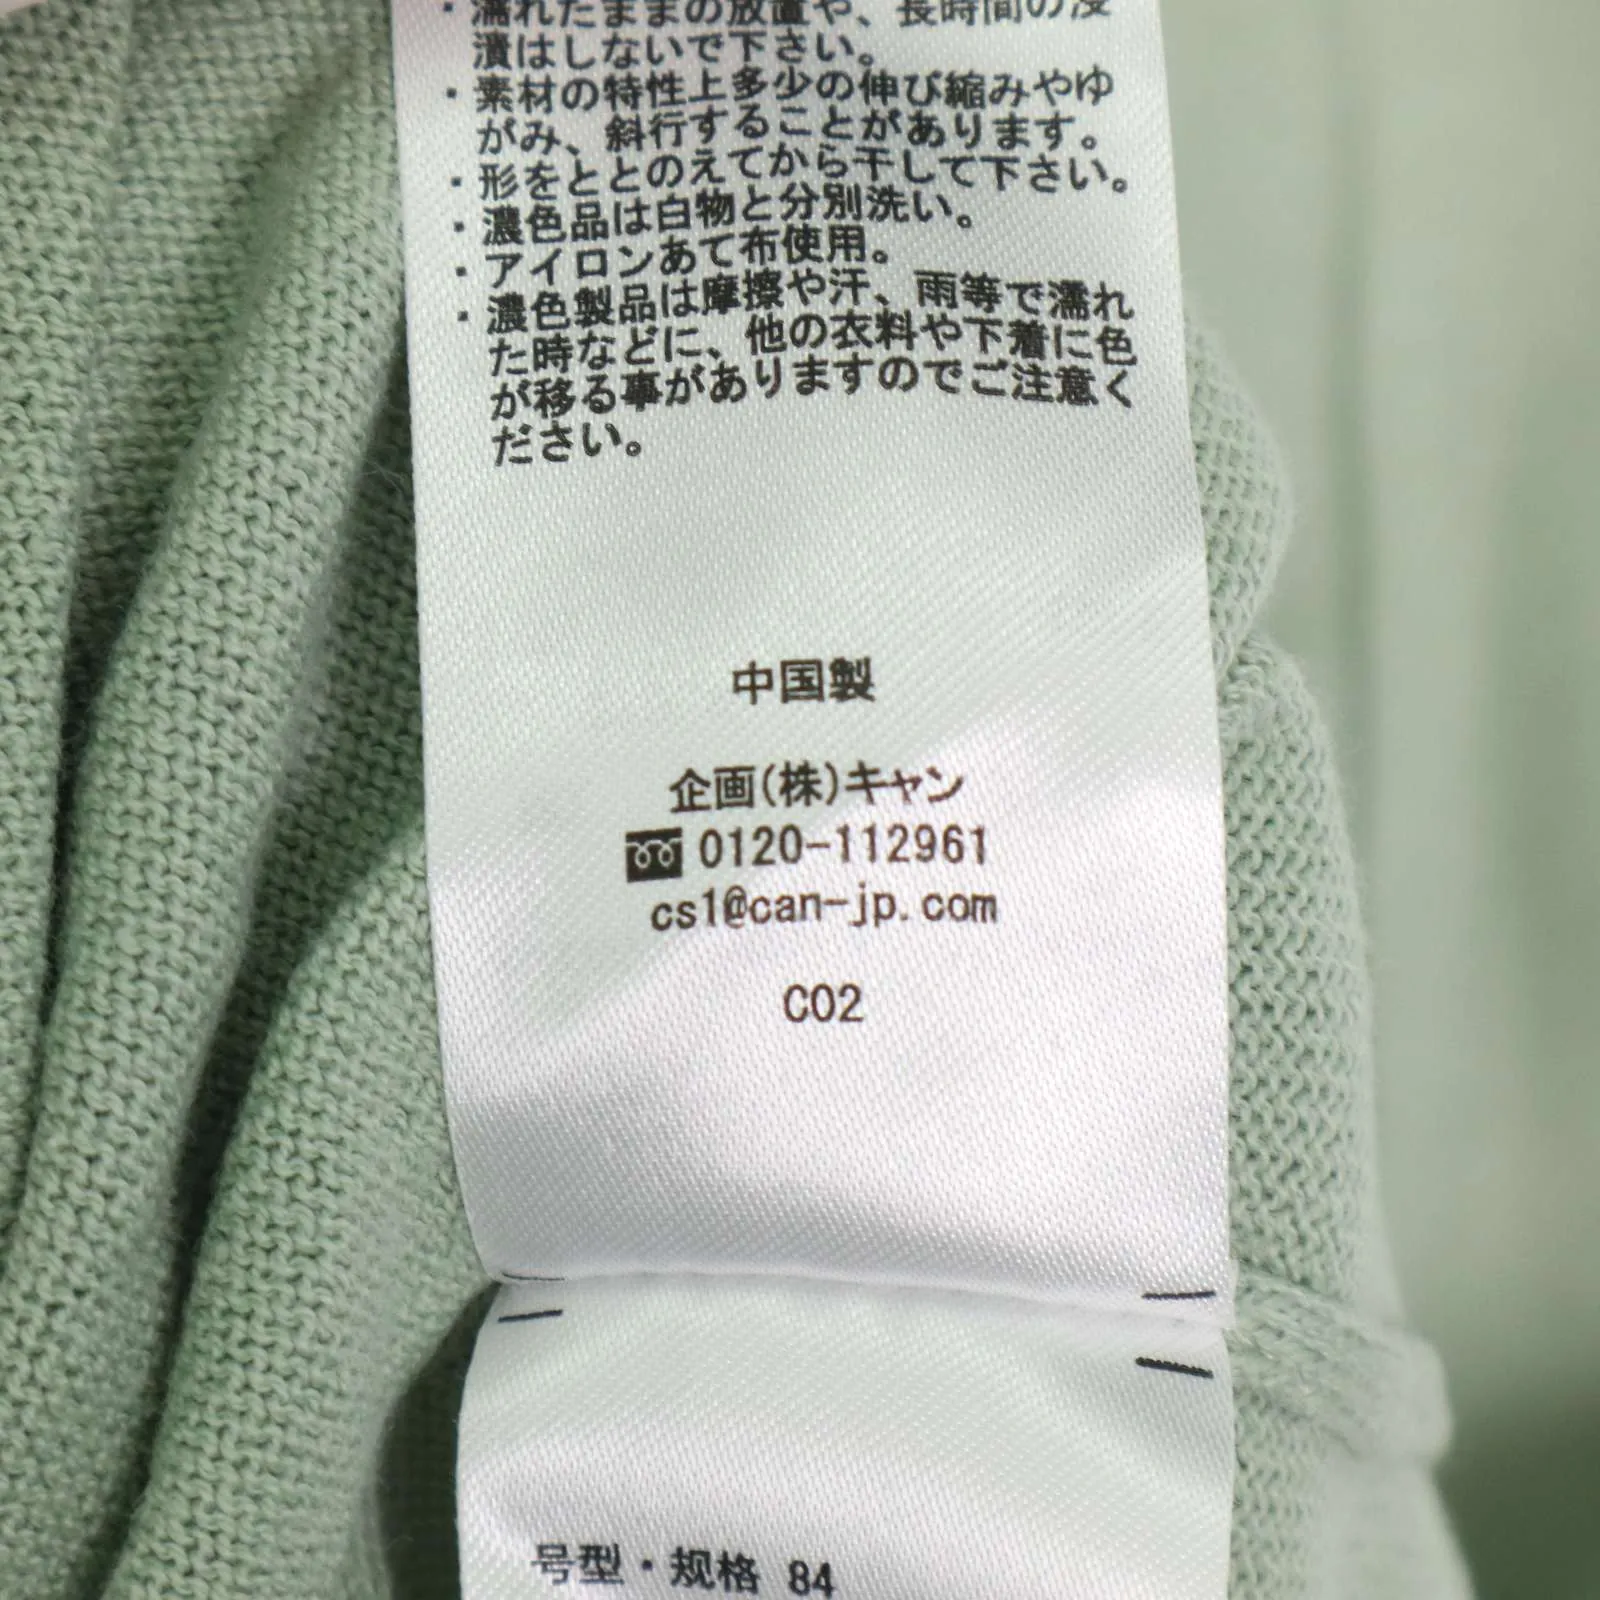 ・濡れたままの放置や、長時間の浸
漬はしないで下さい。
・素材の特性上多少の伸び縮みやゆ
がみ、斜行することがあります。
・形をととのえてから干して下さい。
・濃色品は白物と分別洗い。
・アイロンあて布使用。
・濃色製品は摩擦や汗、雨等で濡れ
た時などに、他の衣料や下着に色
が移る事がありますのでご注意く
ださい。
中国製
企画(株)キャン
0120-112961
cs1@can-jp.com
C02
号型・规格 84